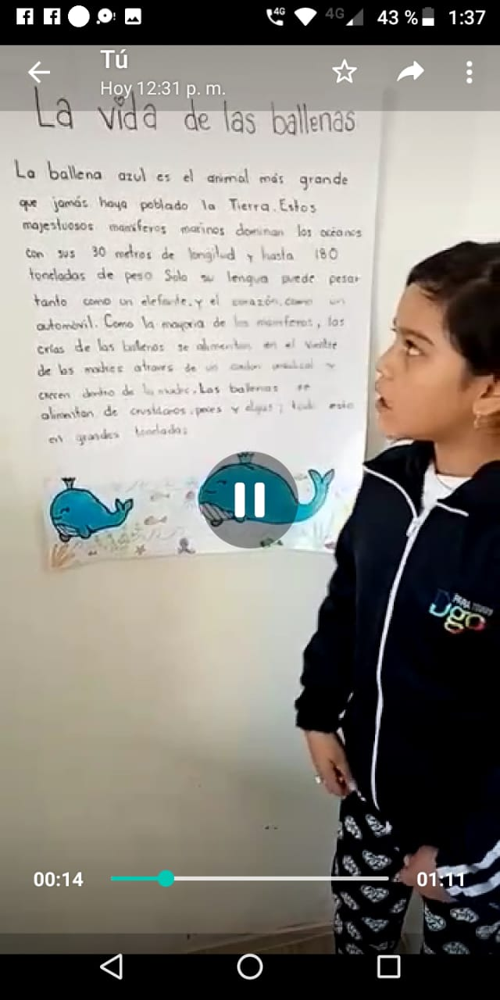 4G 4G 43 % 1:37
Tú
Hoy 12:31 p. m.
La vida de las ballenas
La ballena azul es el animal más grande
que jamás haya poblado la Tierra. Estos
majestuosos mamíferos marinos dominan los océanos
con sus 30 metros de longitud y hasta 180
toneladas de peso Solo su lengua puede pesar
tanto como un elefante, y el corazón, como un
automóvil. Como la mayoria de los mamíferos, las
crías de las ballenas se alimentan en el vientre
de las madres atraves de un cordon umbilical y
crecen dentro de la madre. Las ballenas se
alimentan de crustáceos, peces y algas; todo esto
en grandes toneladas
PARA TODOS
Dgo
00:14 01:11